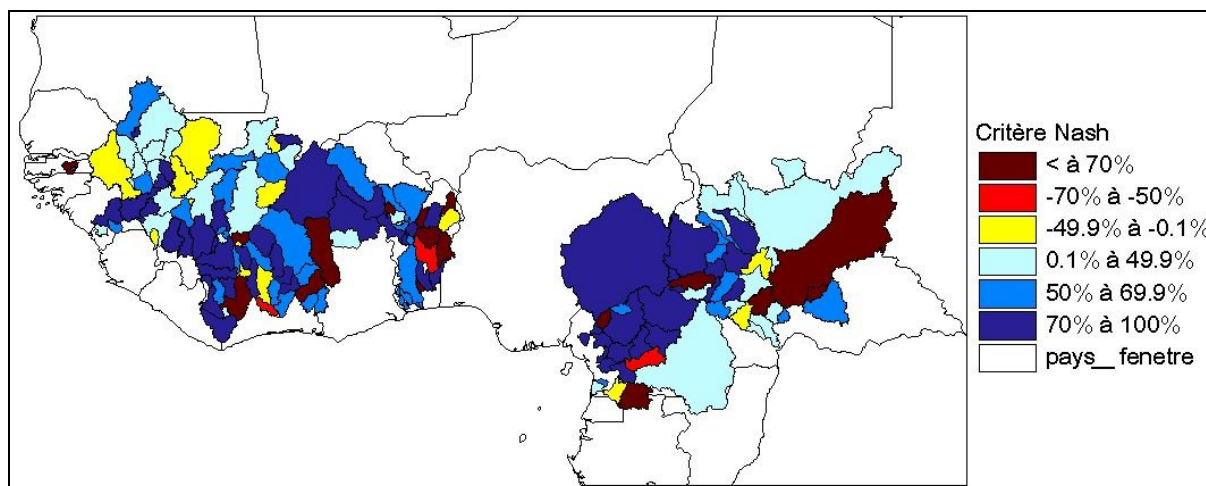 Critère Nash
< à 70%
-70% à -50%
-49.9% à -0.1%
0.1% à 49.9%
50% à 69.9%
70% à 100%
pays__ fenetre